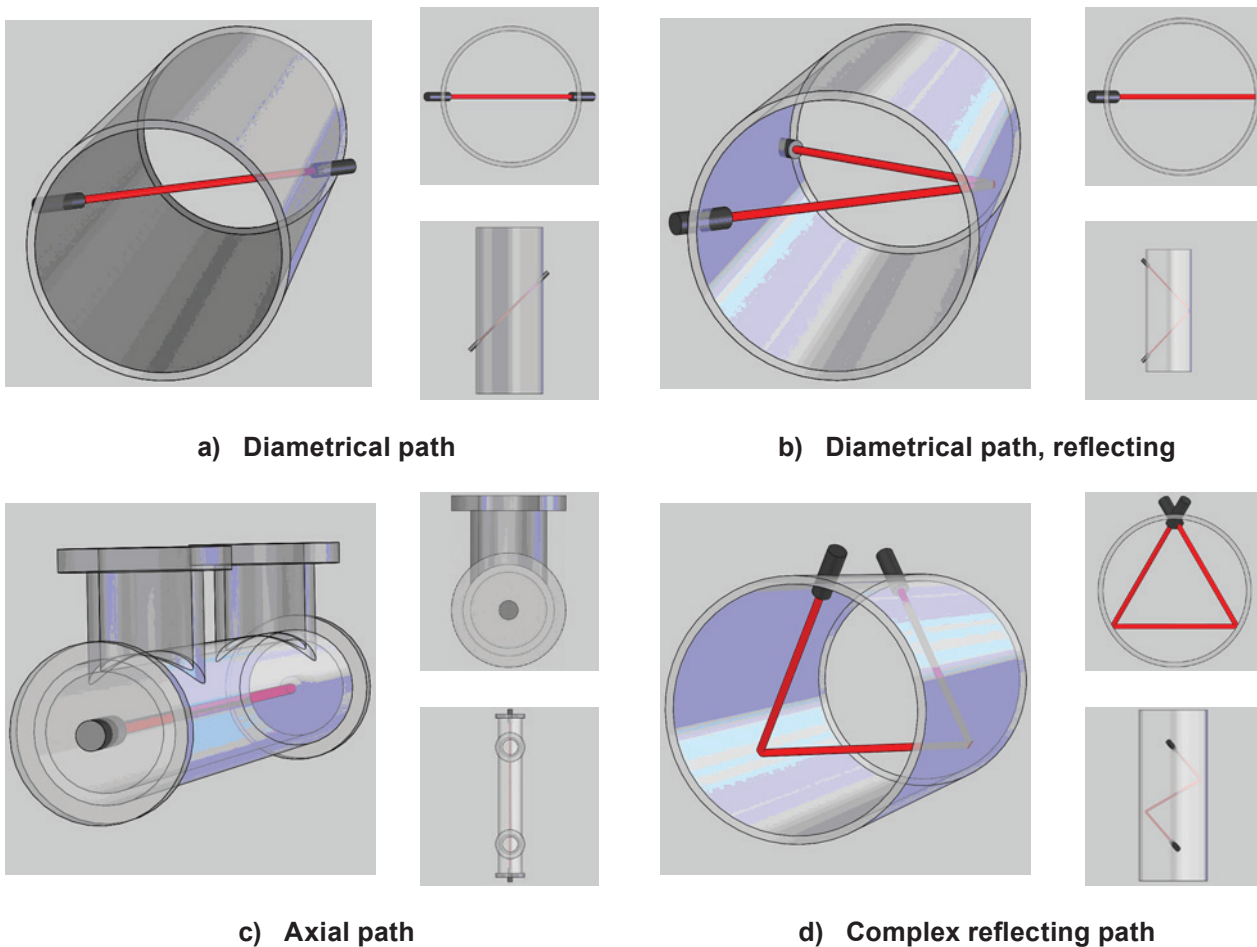 a) Diametrical path
b) Diametrical path, reflecting
c) Axial path
d) Complex reflecting path